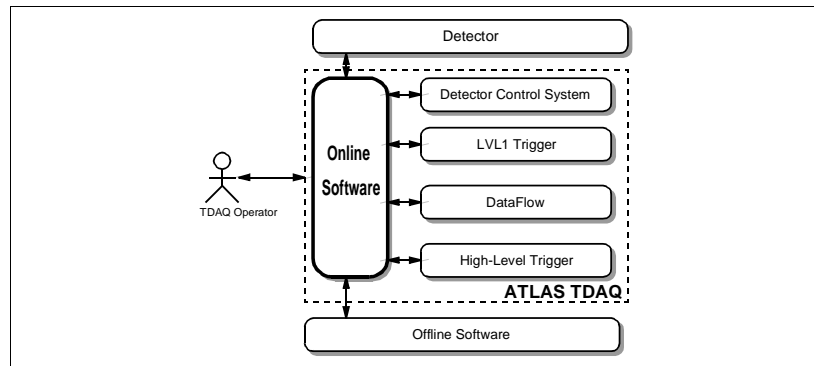 Detector
Detector Control System
LVL1 Trigger
Online
Software
TDAQ Operator
DataFlow
High-Level Trigger
ATLAS TDAQ
Offline Software